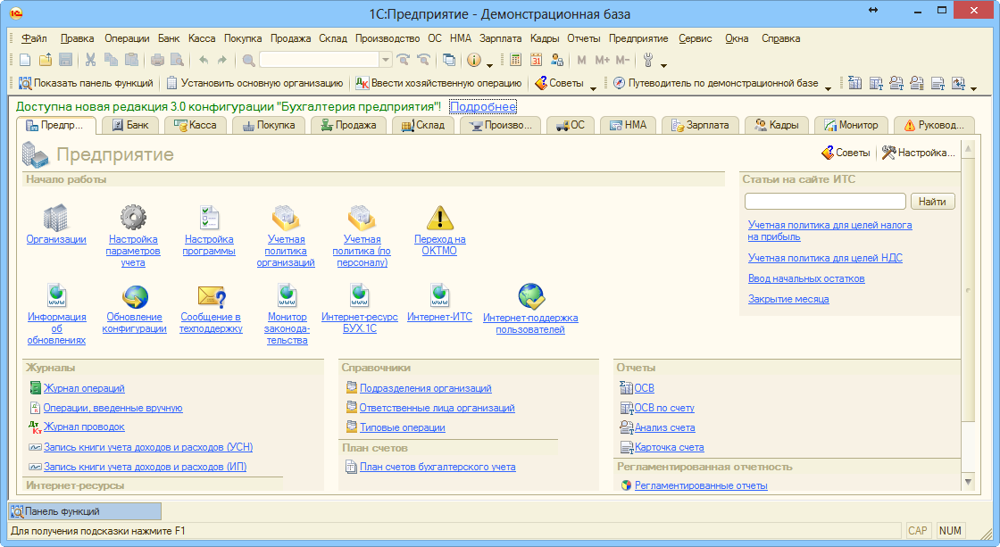 1С:Предприятие - Демонстрационная база
Файл Правка Операции Банк Касса Покупка Продажа Склад Производство ОС НМА Зарплата Кадры Отчеты Предприятие Сервис Окна Справка
M M+ M-
Показать панель функций Установить основную организацию Ввести хозяйственную операцию Советы Путеводитель по демонстрационной базе
Доступна новая редакция 3.0 конфигурации "Бухгалтерия предприятия"! Подробнее
Предпр... Банк Касса Покупка Продажа Склад Произво... ОС НМА Зарплата Кадры Монитор Руковод...
Предприятие
Советы Настройка...
Начало работы
Организации
Настройка
параметров
учета
Настройка
программы
Учетная
политика
организаций
Учетная
политика (по
персоналу)
Переход на
ОКТМО
Информация
об
обновлениях
Обновление
конфигурации
Сообщение в
техподдержку
Монитор
законода-
тельства
Интернет-ресурс
БУХ.1С
Интернет-ИТС
Интернет-поддержка
пользователей
Статьи на сайте ИТС
Найти
Учетная политика для целей налога
на прибыль
Учетная политика для целей НДС
Ввод начальных остатков
Закрытие месяца
Журналы
Журнал операций
Операции, введенные вручную
Журнал проводок
Запись книги учета доходов и расходов (УСН)
Запись книги учета доходов и расходов (ИП)
Интернет-ресурсы
Справочники
Подразделения организаций
Ответственные лица организаций
Типовые операции
План счетов
План счетов бухгалтерского учета
Отчеты
ОСВ
ОСВ по счету
Анализ счета
Карточка счета
Регламентированная отчетность
Регламентированные отчеты
Панель функций
Для получения подсказки нажмите F1
CAP NUM